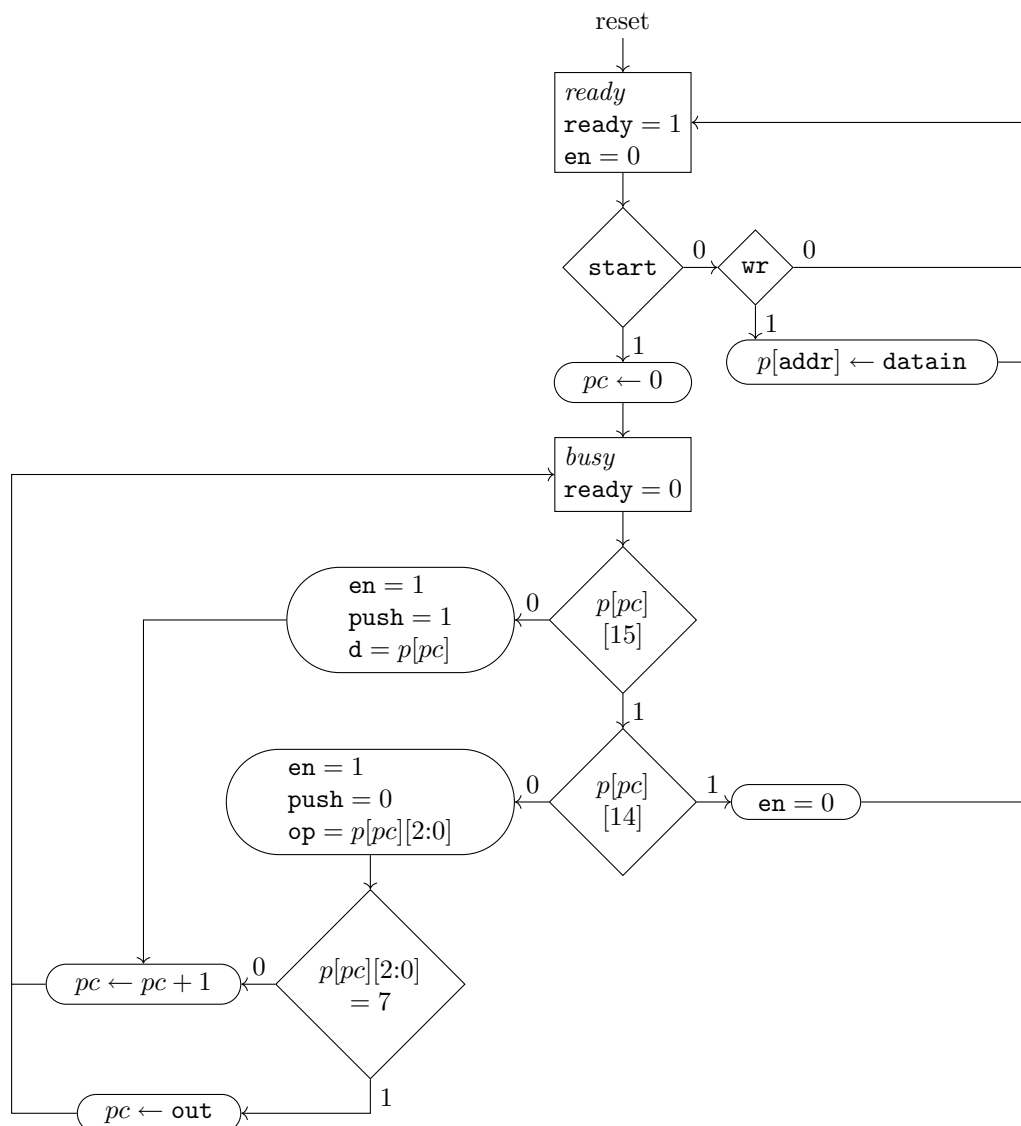 reset
ready
ready = 1
en = 0
start
0
wr
0
1
1
pc ← 0
p[addr] ← datain
busy
ready = 0
en = 1
push = 1
d = p[pc]
0
p[pc]
[15]
1
en = 1
push = 0
op = p[pc][2:0]
0
p[pc]
[14]
1
en = 0
pc ← pc + 1
0
p[pc][2:0]
= 7
1
pc ← out